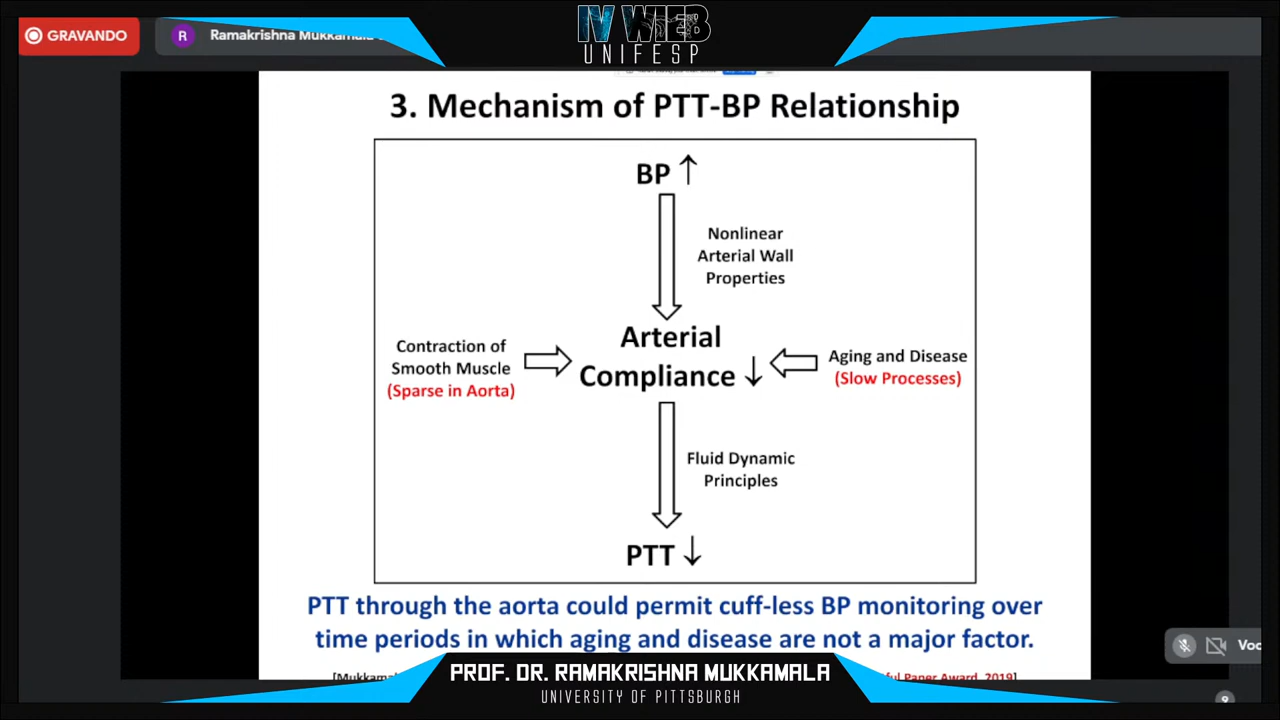 GRAVANDO
R
Ramakrishna Mukkamala
IV WEB
UNIFESP
3. Mechanism of PTT-BP Relationship
BP ↑
Nonlinear
Arterial Wall
Properties
Arterial
Compliance ↓
Contraction of
Smooth Muscle
(Sparse in Aorta)
Aging and Disease
(Slow Processes)
Fluid Dynamic
Principles
PTT ↓
PTT through the aorta could permit cuff-less BP monitoring over
time periods in which aging and disease are not a major factor.
Paper Award, 2019]
PROF. DR. RAMAKRISHNA MUKKAMALA
UNIVERSITY OF PITTSBURGH